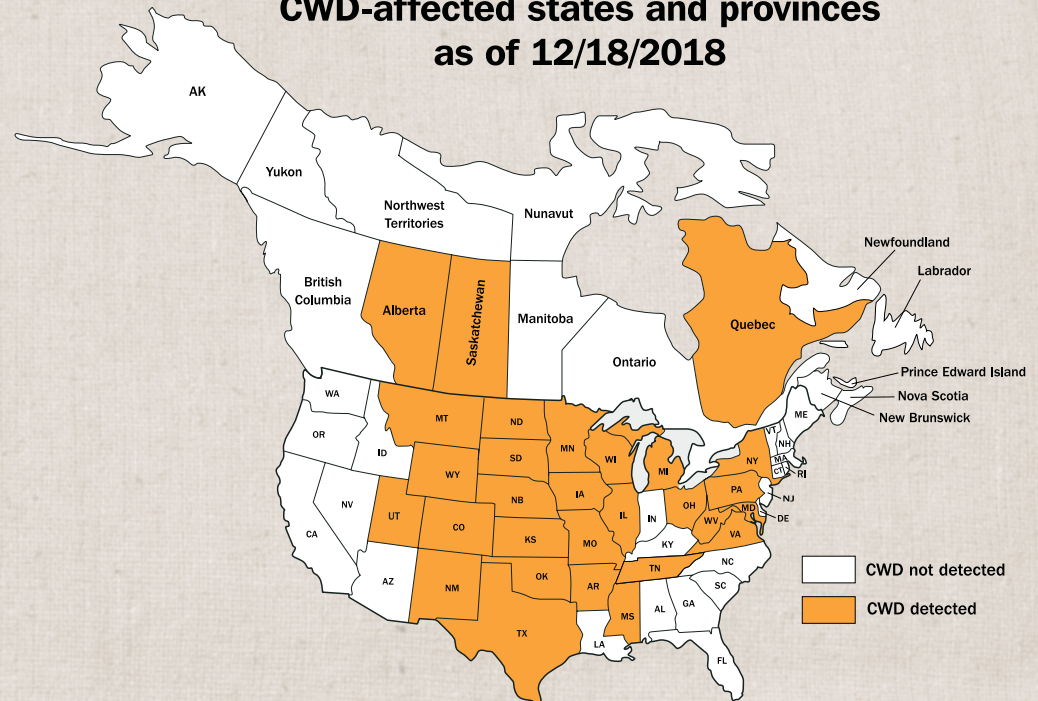 CWD-affected states and provinces
as of 12/18/2018
AK
Yukon
Northwest
Territories
Nunavut
British
Columbia
Alberta
Saskatchewan
Manitoba
Ontario
Quebec
Newfoundland
Labrador
Prince Edward Island
Nova Scotia
New Brunswick
WA
OR
ID
MT
ND
MN
WI
MI
NY
VT
NH
ME
MA
CT
RI
WY
SD
IA
NB
NV
UT
CO
KS
MO
IL
IN
OH
PA
NJ
MD
DE
WV
VA
KY
CA
AZ
NM
OK
AR
TN
NC
SC
TX
LA
MS
AL
GA
FL
CWD not detected
CWD detected